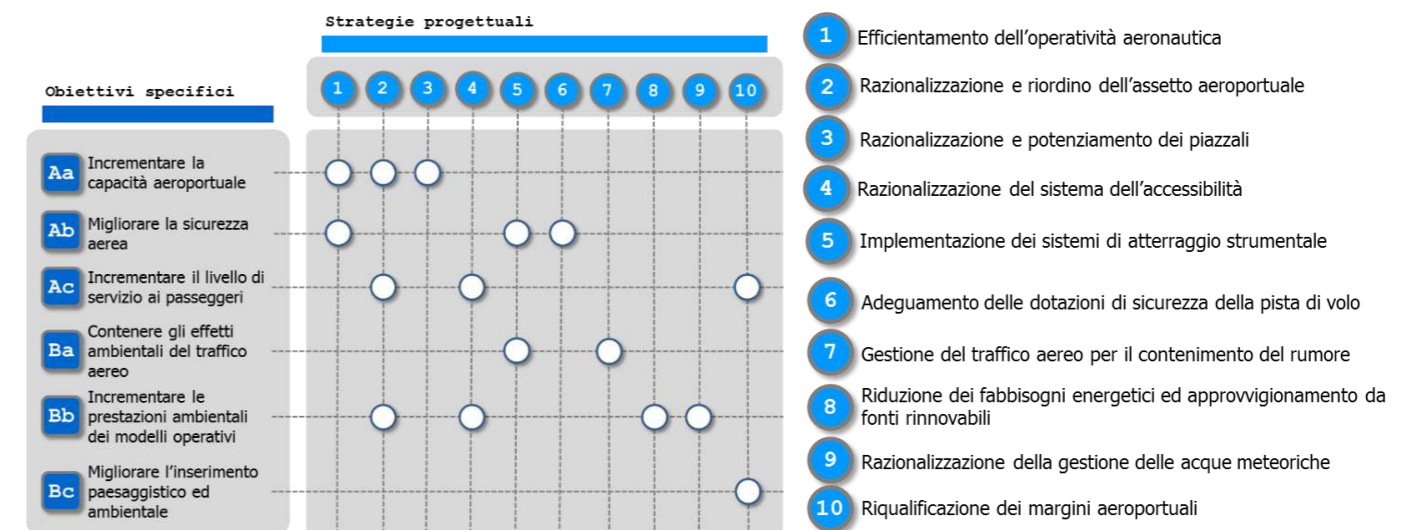 Strategie progettuali
Obiettivi specifici
1 2 3 4 5 6 7 8 9 10
Aa Incrementare la
capacità aeroportuale
Ab Migliorare la sicurezza
aerea
Ac Incrementare il livello di
servizio ai passeggeri
Ba Contenere gli effetti
ambientali del traffico
aereo
Bb Incrementare le
prestazioni ambientali
dei modelli operativi
Bc Migliorare l'inserimento
paesaggistico ed
ambientale
1 Efficientamento dell'operatività aeronautica
2 Razionalizzazione e riordino dell'assetto aeroportuale
3 Razionalizzazione e potenziamento dei piazzali
4 Razionalizzazione del sistema dell'accessibilità
5 Implementazione dei sistemi di atterraggio strumentale
6 Adeguamento delle dotazioni di sicurezza della pista di volo
7 Gestione del traffico aereo per il contenimento del rumore
8 Riduzione dei fabbisogni energetici ed approvvigionamento da
fonti rinnovabili
9 Razionalizzazione della gestione delle acque meteoriche
10 Riqualificazione dei margini aeroportuali